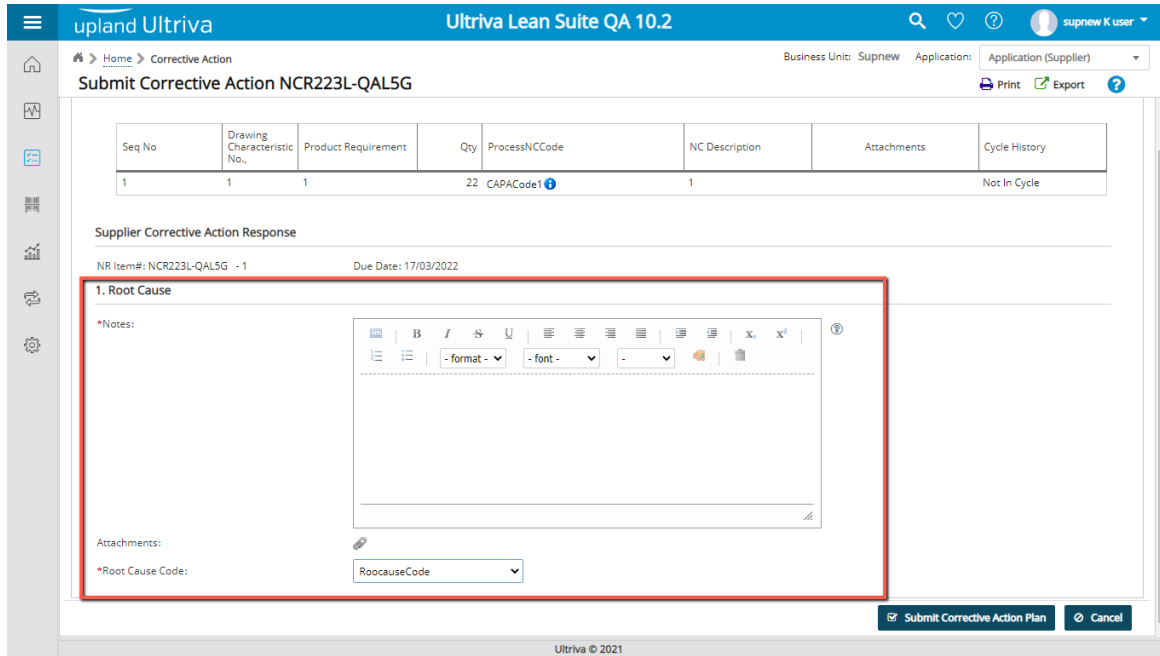 upland Ultriva
Ultriva Lean Suite QA 10.2
supnew K user
Home > Corrective Action
Business Unit: Supnew Application: Application (Supplier)
Submit Corrective Action NCR223L-QAL5G
Print Export
Seq No Drawing Characteristic No., Product Requirement Qty ProcessNCCode NC Description Attachments Cycle History
1 1 1 22 CAPACode1 1 Not In Cycle
Supplier Corrective Action Response
NR Item#: NCR223L-QAL5G - 1 Due Date: 17/03/2022
1. Root Cause
*Notes:
B I S U X, X²
- format - - font - -
Attachments:
*Root Cause Code: RoocauseCode
Submit Corrective Action Plan Cancel
Ultriva © 2021